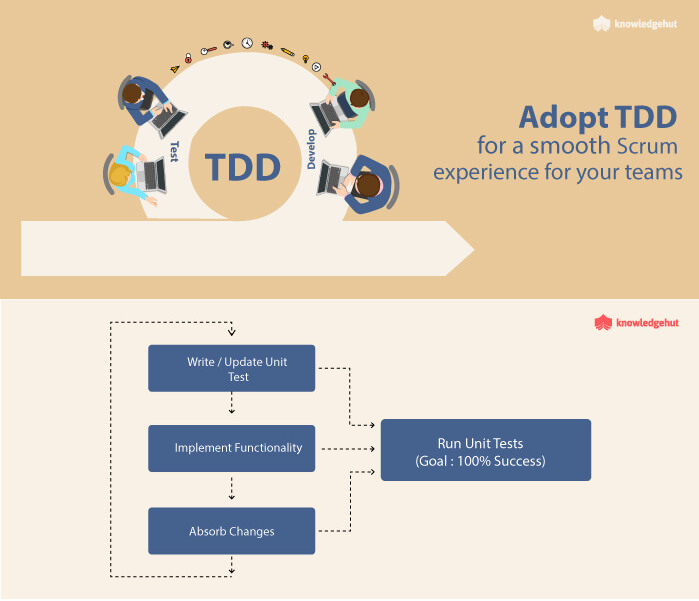 knowledgehut
Adopt TDD
for a smooth Scrum
experience for your teams
Test
TDD
Develop
knowledgehut
Write / Update Unit
Test
Implement Functionality
Run Unit Tests
(Goal : 100% Success)
Absorb Changes